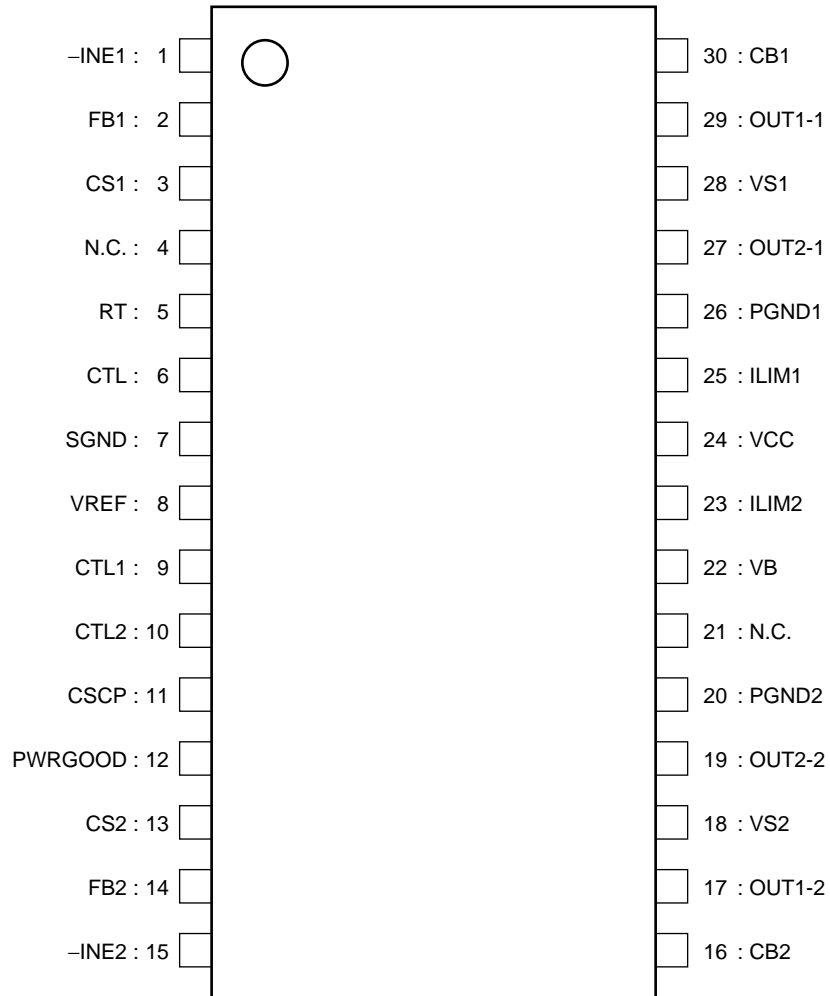 –INE1 : 1
FB1 : 2
CS1 : 3
N.C. : 4
RT : 5
CTL : 6
SGND : 7
VREF : 8
CTL1 : 9
CTL2 : 10
CSCP : 11
PWRGOOD : 12
CS2 : 13
FB2 : 14
–INE2 : 15
30 : CB1
29 : OUT1-1
28 : VS1
27 : OUT2-1
26 : PGND1
25 : ILIM1
24 : VCC
23 : ILIM2
22 : VB
21 : N.C.
20 : PGND2
19 : OUT2-2
18 : VS2
17 : OUT1-2
16 : CB2